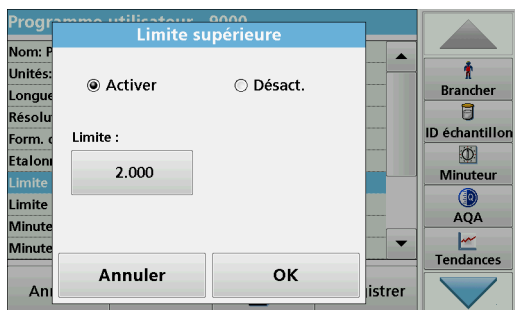 Programme utilisateur 9000
Limite supérieure
Nom: P
Unités:
Longue
Résolu
Form. c
Etalonn
Limite
Limite
Minute
Minute
Activer
Désact.
Limite :
2.000
Annuler
OK
An
istrer
Brancher
ID échantillon
Minuteur
AQA
Tendances